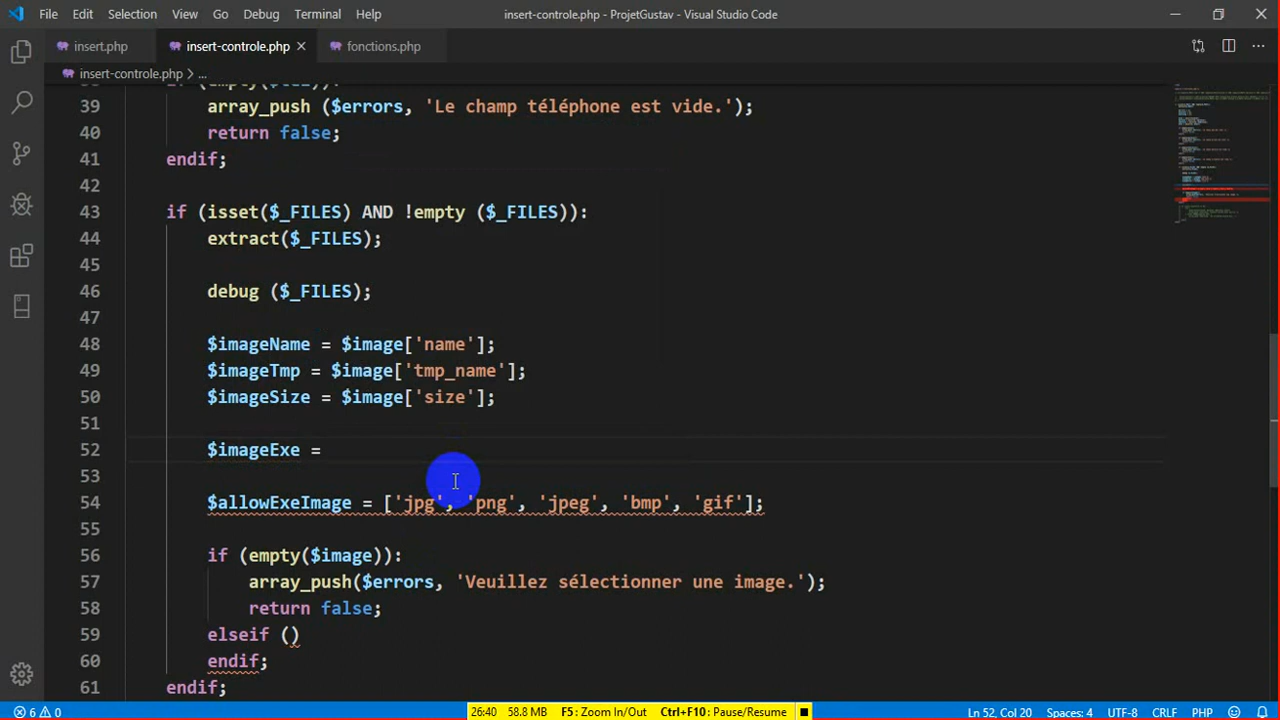 File Edit Selection View Go Debug Terminal Help insert-controle.php - ProjetGustav - Visual Studio Code
insert.php insert-controle.php fonctions.php
insert-controle.php > ...
39 array_push ($errors, 'Le champ téléphone est vide.');
40 return false;
41 endif;
42
43 if (isset($_FILES) AND !empty ($_FILES)):
44 extract($_FILES);
45
46 debug ($_FILES);
47
48 $imageName = $image['name'];
49 $imageTmp = $image['tmp_name'];
50 $imageSize = $image['size'];
51
52 $imageExe =
53
54 $allowExeImage = ['jpg', 'png', 'jpeg', 'bmp', 'gif'];
55
56 if (empty($image)):
57 array_push($errors, 'Veuillez sélectionner une image.');
58 return false;
59 elseif ()
60 endif;
61 endif;
6 0 26:40 58.8 MB F5: Zoom In/Out Ctrl+F10: Pause/Resume Ln 52, Col 20 Spaces: 4 UTF-8 CRLF PHP